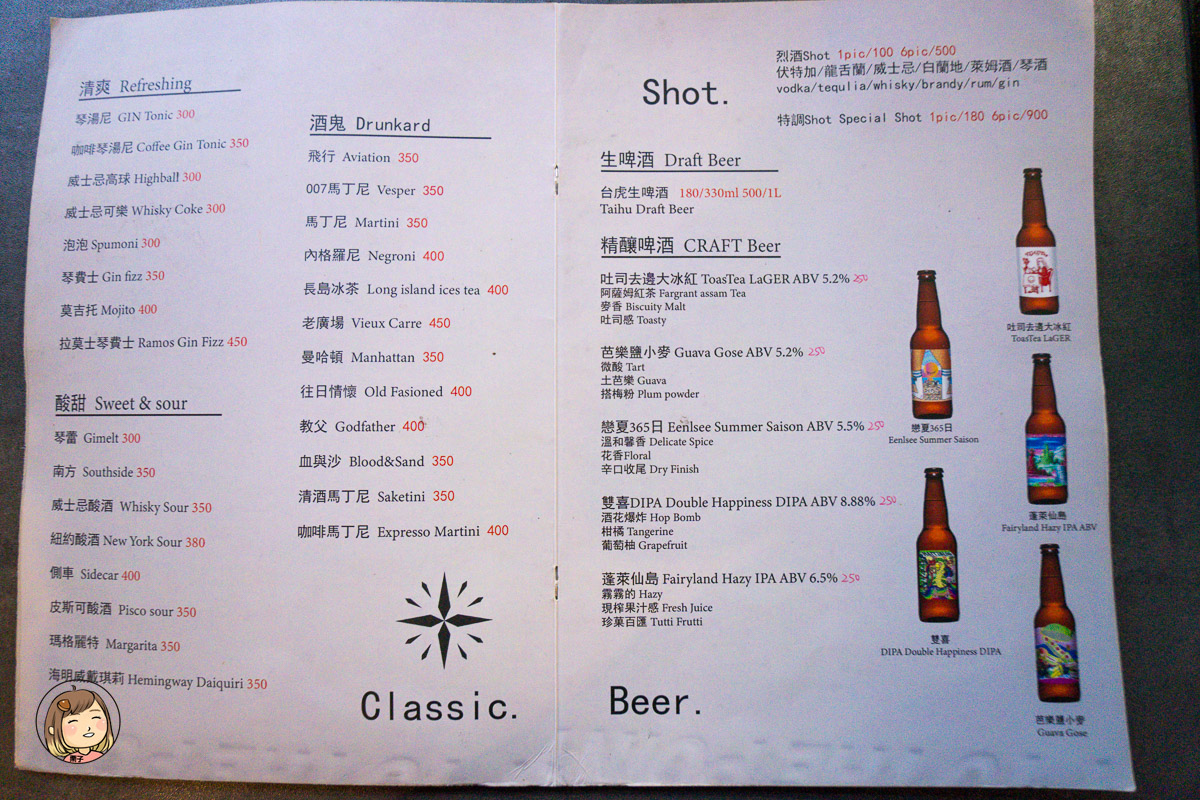 清爽 Refreshing
琴湯尼 GIN Tonic 300
咖啡琴湯尼 Coffee Gin Tonic 350
威士忌高球 Highball 300
威士忌可樂 Whisky Coke 300
泡泡 Spumoni 300
琴費士 Gin fizz 350
莫吉托 Mojito 400
拉莫士琴費士 Ramos Gin Fizz 450
酸甜 Sweet & sour
琴蕾 Gimelt 300
南方 Southside 350
威士忌酸酒 Whisky Sour 350
紐約酸酒 New York Sour 380
側車 Sidecar 400
皮斯可酸酒 Pisco sour 350
瑪格麗特 Margarita 350
海明威戴琪莉 Hemingway Daiquiri 350
栗子
酒鬼 Drunkard
飛行 Aviation 350
007馬丁尼 Vesper 350
馬丁尼 Martini 350
內格羅尼 Negroni 400
長島冰茶 Long island ices tea 400
老廣場 Vieux Carre 450
曼哈頓 Manhattan 350
往日情懷 Old Fasioned 400
教父 Godfather 400
血與沙 Blood&Sand 350
清酒馬丁尼 Saketini 350
咖啡馬丁尼 Expresso Martini 400
Classic.
Shot.
烈酒Shot 1pic/100 6pic/500
伏特加/龍舌蘭/威士忌/白蘭地/萊姆酒/琴酒
vodka/tequlia/whisky/brandy/rum/gin
特調Shot Special Shot 1pic/180 6pic/900
生啤酒 Draft Beer
台虎生啤酒 180/330ml 500/1L
Taihu Draft Beer
精釀啤酒 CRAFT Beer
吐司去邊大冰紅 ToasTea LaGER ABV 5.2% 250
阿薩姆紅茶 Fargrant assam Tea
麥香 Biscuity Malt
吐司感 Toasty
芭樂鹽小麥 Guava Gose ABV 5.2% 250
微酸 Tart
土芭樂 Guava
搭梅粉 Plum powder
戀夏365日 Eenlsee Summer Saison ABV 5.5% 250
溫和馨香 Delicate Spice
花香Floral
辛口收尾 Dry Finish
雙喜DIPA Double Happiness DIPA ABV 8.88% 250
酒花爆炸 Hop Bomb
柑橘 Tangerine
葡萄柚 Grapefruit
蓬萊仙島 Fairyland Hazy IPA ABV 6.5% 250
霧霧的 Hazy
現榨果汁感 Fresh Juice
珍菓百匯 Tutti Frutti
Beer.
吐司去邊大冰紅
ToasTea LaGER
戀夏365日
Eenlsee Summer Saison
蓬萊仙島
Fairyland Hazy IPA ABV
雙喜
DIPA Double Happiness DIPA
芭樂鹽小麥
Guava Gose